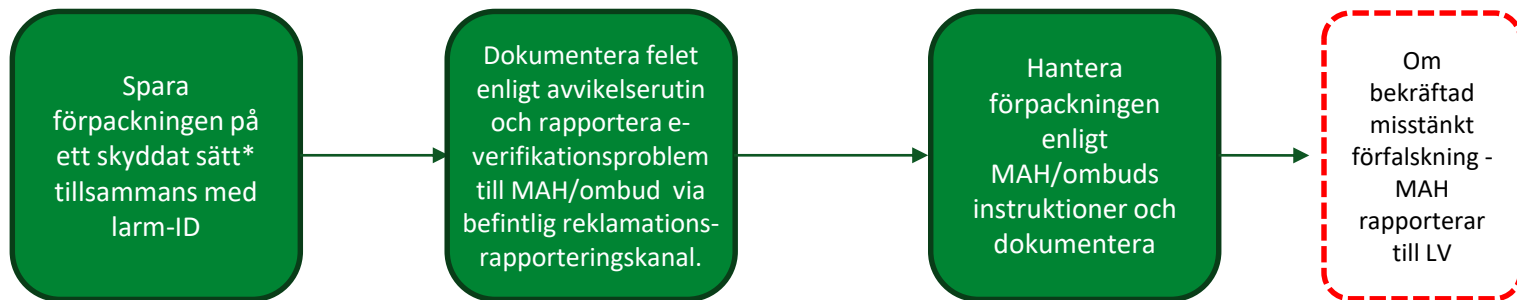 Spara
förpackningen på
ett skyddat sätt*
tillsammans med
larm-ID
Dokumentera felet
enligt avvikelserutin
och rapportera e-
verifikationsproblem
till MAH/ombud via
befintlig reklamations-
rapporteringskanal.
Hantera
förpackningen
enligt
MAH/ombuds
instruktioner och
dokumentera
Om
bekräftad
misstänkt
förfalskning -
MAH
rapporterar
till LV